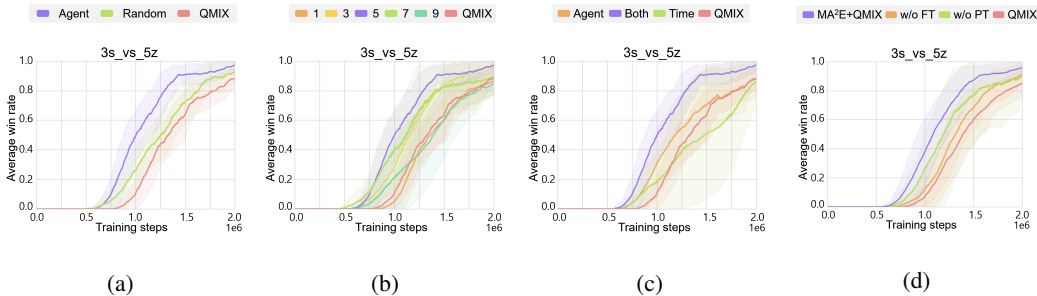 Agent Random QMIX
3s_vs_5z
Average win rate
1.0
0.8
0.6
0.4
0.2
0.0
0.0 0.5 1.0 1.5 2.0
Training steps 1e6
(a)
1 3 5 7 9 QMIX
3s_vs_5z
Average win rate
1.0
0.8
0.6
0.4
0.2
0.0
0.0 0.5 1.0 1.5 2.0
Training steps 1e6
(b)
Agent Both Time QMIX
3s_vs_5z
Average win rate
1.0
0.8
0.6
0.4
0.2
0.0
0.0 0.5 1.0 1.5 2.0
Training steps 1e6
(c)
MA²E+QMIX w/o FT w/o PT QMIX
3s_vs_5z
Average win rate
1.0
0.8
0.6
0.4
0.2
0.0
0.0 0.5 1.0 1.5 2.0
Training steps 1e6
(d)